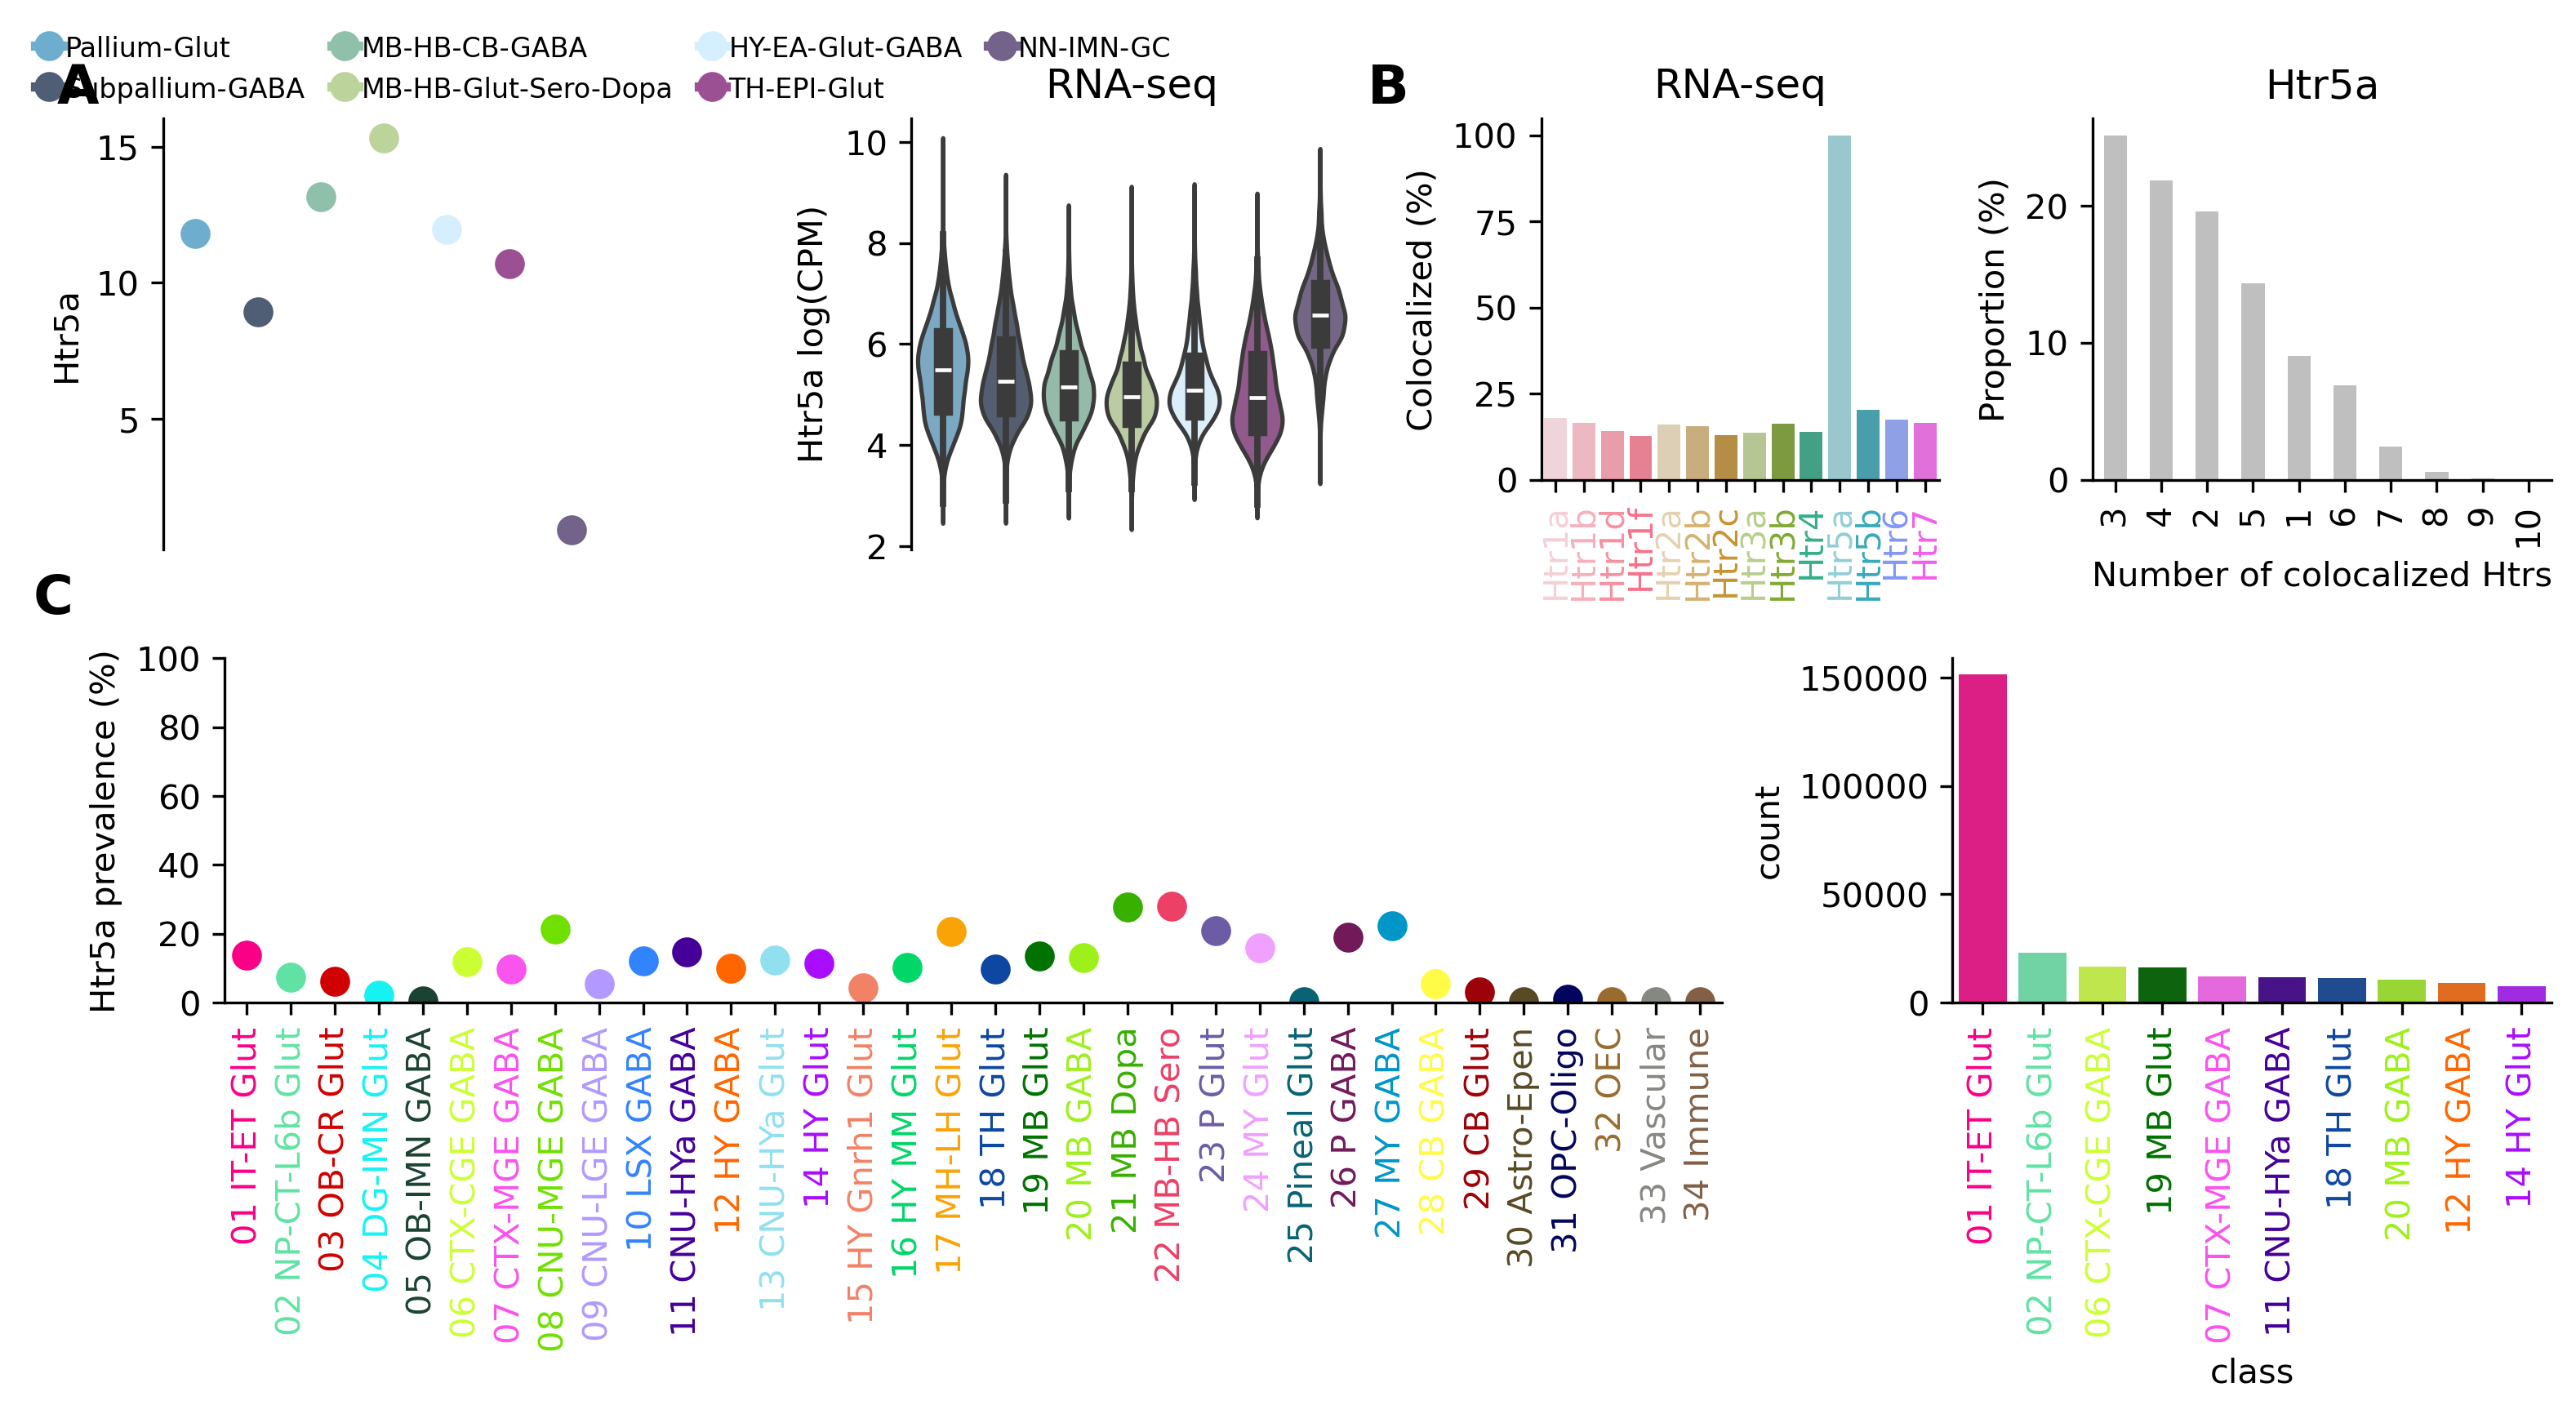 Pallium-Glut
MB-HB-CB-GABA
HY-EA-Glut-GABA
NN-IMN-GC
ubpallium-GABA
MB-HB-Glut-Sero-Dopa
TH-EPI-Glut
A
15
10
5
Htr5a
RNA-seq
10
8
6
4
2
Htr5a log(CPM)
B
RNA-seq
100
75
50
25
0
Colocalized (%)
Htr1a
Htr1b
Htr1d
Htr1f
Htr2a
Htr2b
Htr2c
Htr3a
Htr3b
Htr4
Htr5a
Htr5b
Htr6
Htr7
Htr5a
20
10
0
Proportion (%)
3
4
2
5
1
6
7
8
9
10
Number of colocalized Htrs
C
100
80
60
40
20
0
Htr5a prevalence (%)
01 IT-ET Glut
02 NP-CT-L6b Glut
03 OB-CR Glut
04 DG-IMN Glut
05 OB-IMN GABA
06 CTX-CGE GABA
07 CTX-MGE GABA
08 CNU-MGE GABA
09 CNU-LGE GABA
10 LSX GABA
11 CNU-HYa GABA
12 HY GABA
13 CNU-HYa Glut
14 HY Glut
15 HY Gnrh1 Glut
16 HY MM Glut
17 MH-LH Glut
18 TH Glut
19 MB Glut
20 MB GABA
21 MB Dopa
22 MB-HB Sero
23 P Glut
24 MY Glut
25 Pineal Glut
26 P GABA
27 MY GABA
28 CB GABA
29 CB Glut
30 Astro-Epen
31 OPC-Oligo
32 OEC
33 Vascular
34 Immune
150000
100000
50000
0
count
01 IT-ET Glut
02 NP-CT-L6b Glut
06 CTX-CGE GABA
19 MB Glut
07 CTX-MGE GABA
11 CNU-HYa GABA
18 TH Glut
20 MB GABA
12 HY GABA
14 HY Glut
class